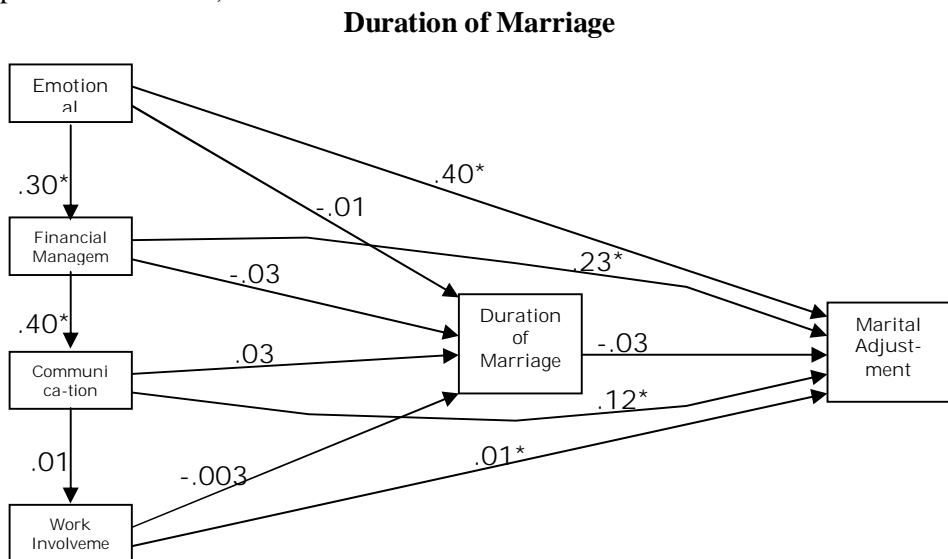 Duration of Marriage
Emotion
al
.40*
.30*
-.01
Financial
Managem
.23*
-.03
Duration
of
Marriage
Marital
Adjust-
ment
-.03
.40*
.03
Communi
ca-tion
.12*
.01
.01*
-.003
Work
Involveme